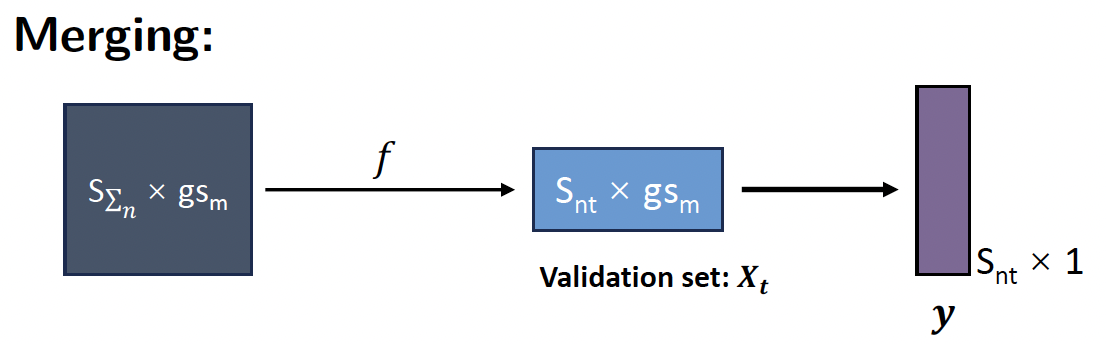 Merging:
S∑ₙ × gsₘ
f
Sₙₜ × gsₘ
Validation set: Xₜ
Sₙₜ × 1
y